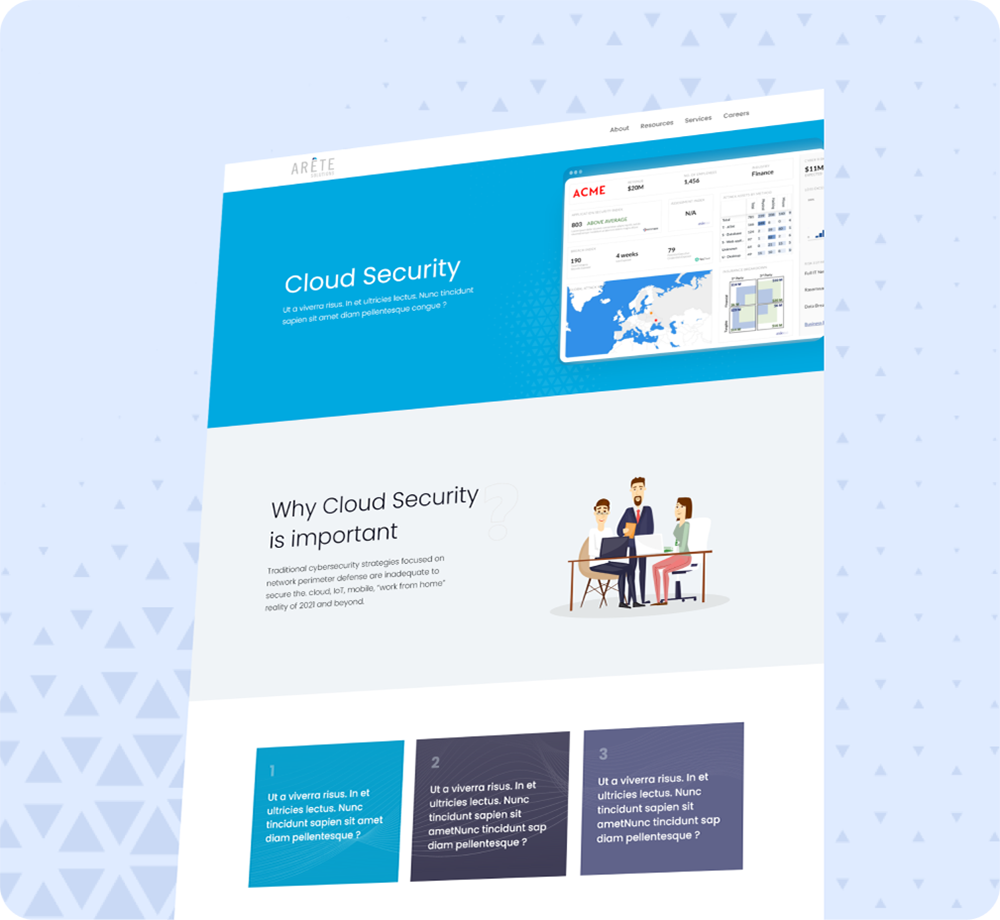 About Resources Services Careers
ARÊTE
SOLUTIONS
Cloud Security
Ut a viverra risus. In et ultricies lectus. Nunc tincidunt
sapien sit amet diam pellentesque congue ?
ACME
$20M
1,456
Finance
$11M
803 ABOVE AVERAGE
N/A
190
4 weeks
79
Why Cloud Security
is important
?
Traditional cybersecurity strategies focused on
network perimeter defense are inadequate to
secure the. cloud, IoT, mobile, "work from home"
reality of 2021 and beyond.
1
Ut a viverra risus. In et
ultricies lectus. Nunc
tincidunt sapien sit amet
diam pellentesque ?
2
Ut a viverra risus. In et
ultricies lectus. Nunc
tincidunt sapien sit
ametNunc tincidunt sap
diam pellentesque ?
3
Ut a viverra risus. In et
ultricies lectus. Nunc
tincidunt sapien sit
ametNunc tincidunt sap
diam pellentesque ?